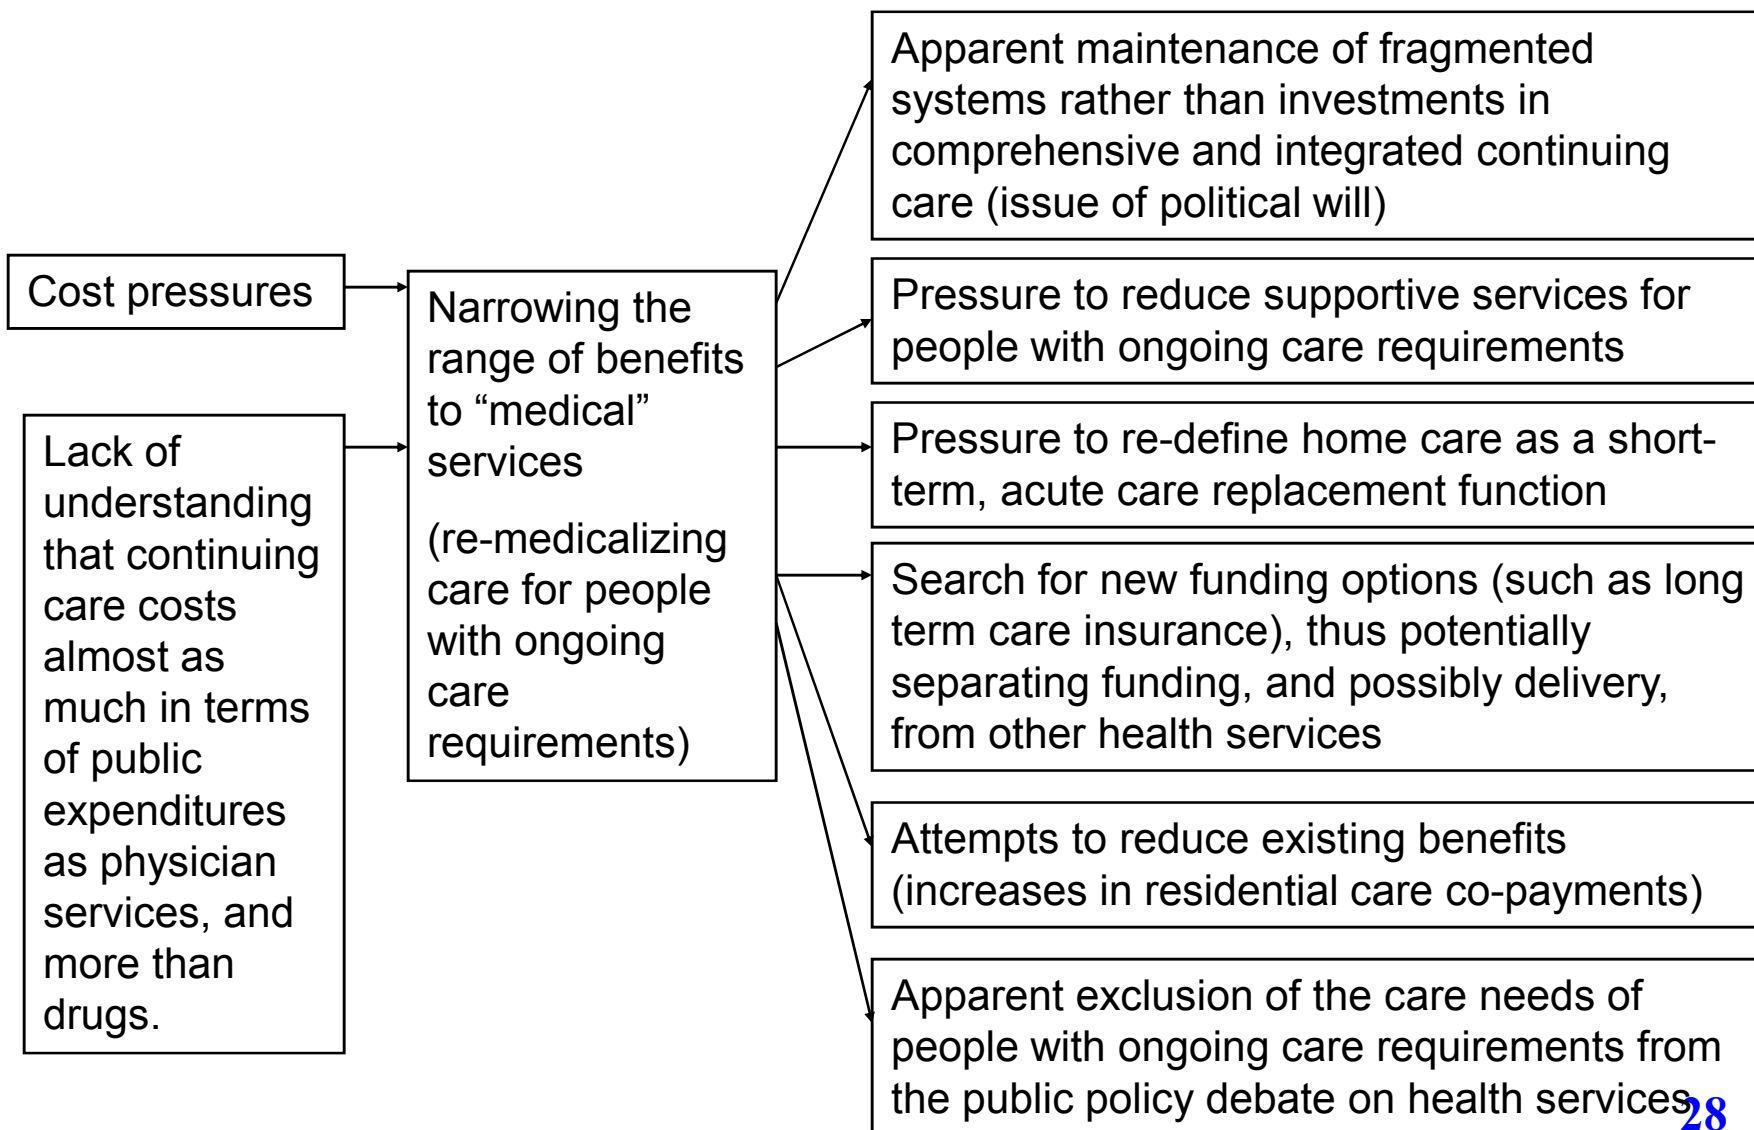 Cost pressures
Lack of
understanding
that continuing
care costs
almost as
much in terms
of public
expenditures
as physician
services, and
more than
drugs.
Narrowing the
range of benefits
to “medical”
services
(re-medicalizing
care for people
with ongoing
care
requirements)
Apparent maintenance of fragmented
systems rather than investments in
comprehensive and integrated continuing
care (issue of political will)
Pressure to reduce supportive services for
people with ongoing care requirements
Pressure to re-define home care as a short-
term, acute care replacement function
Search for new funding options (such as long
term care insurance), thus potentially
separating funding, and possibly delivery,
from other health services
Attempts to reduce existing benefits
(increases in residential care co-payments)
Apparent exclusion of the care needs of
people with ongoing care requirements from
the public policy debate on health services
28